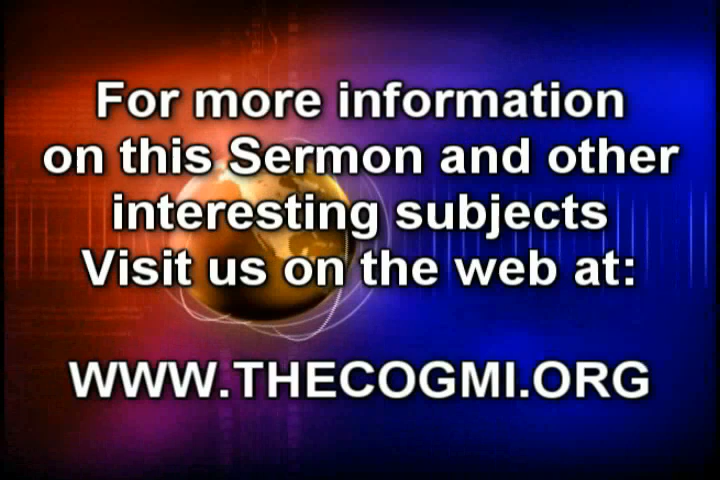 For more information
on this Sermon and other
interesting subjects
Visit us on the web at:
WWW.THECOGMI.ORG